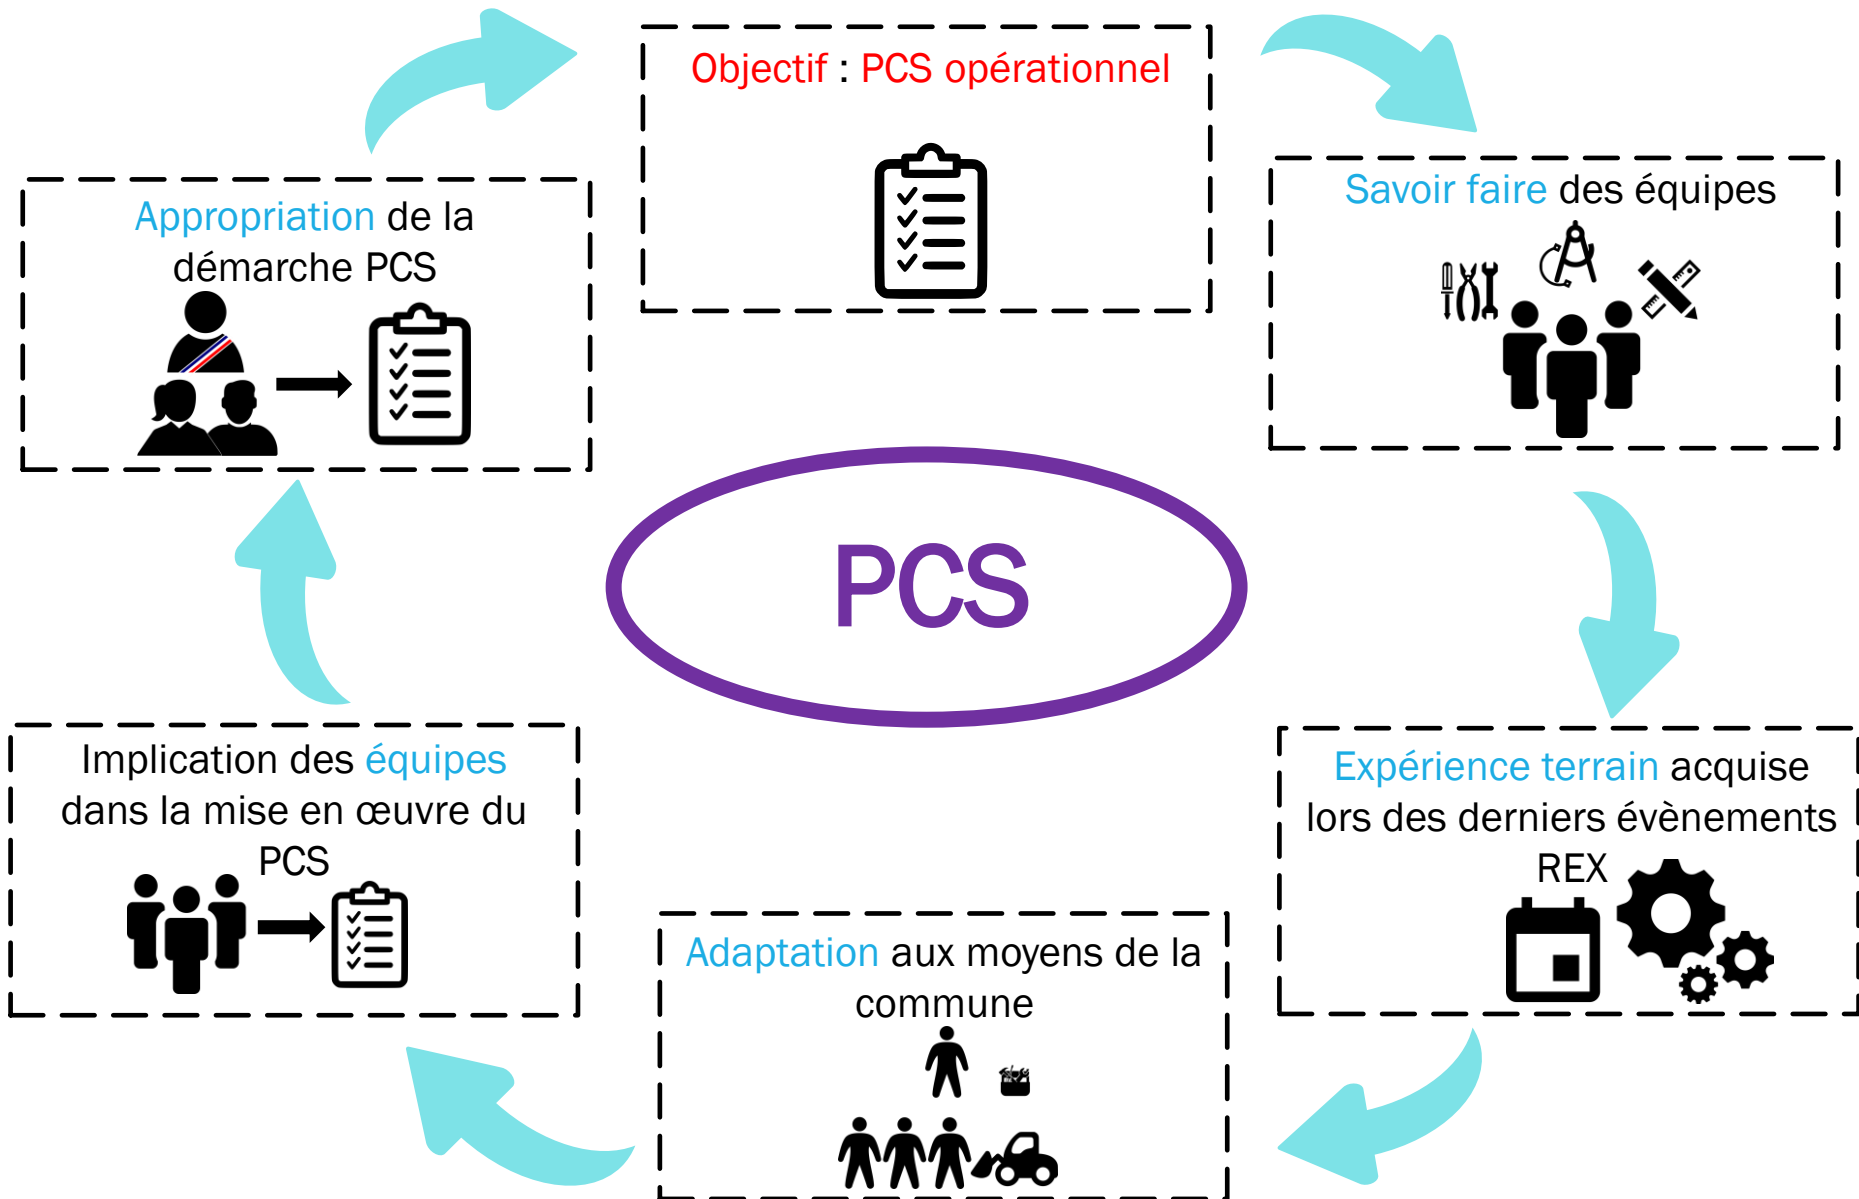 Objectif : PCS opérationnel
Savoir faire des équipes
Expérience terrain acquise
lors des derniers évènements
REX
Adaptation aux moyens de la
commune
Implication des équipes
dans la mise en œuvre du
PCS
Appropriation de la
démarche PCS
PCS